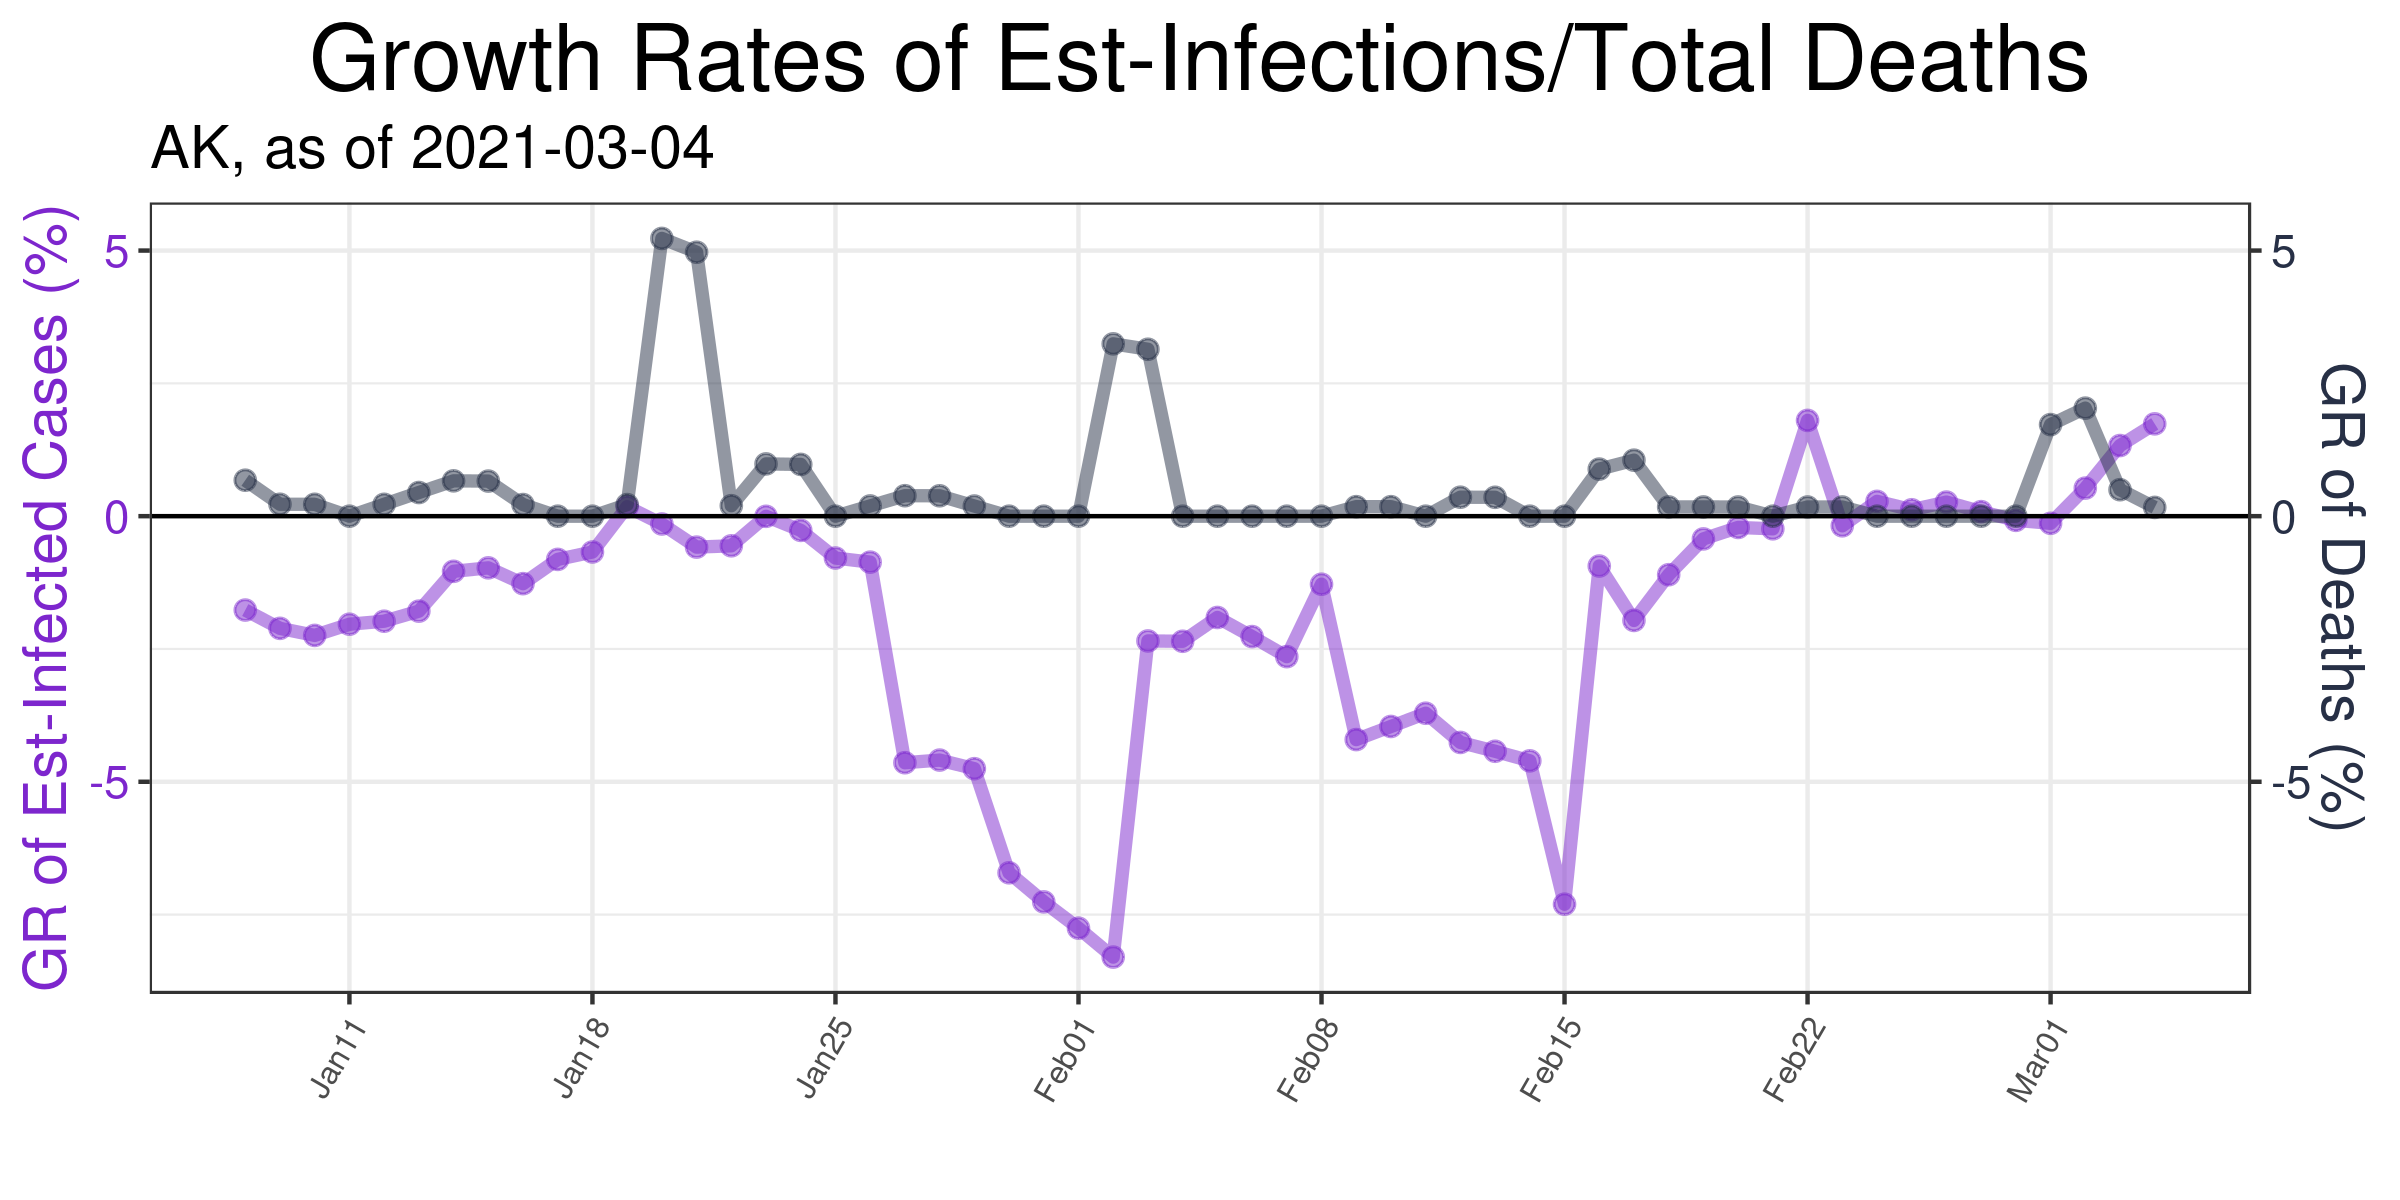 Growth Rates of Est-Infections/Total Deaths
AK, as of 2021-03-04
GR of Est-Infected Cases (%)
5
0
-5
5
0
-5
GR of Deaths (%)
Jan11
Jan18
Jan25
Feb01
Feb08
Feb15
Feb22
Mar01